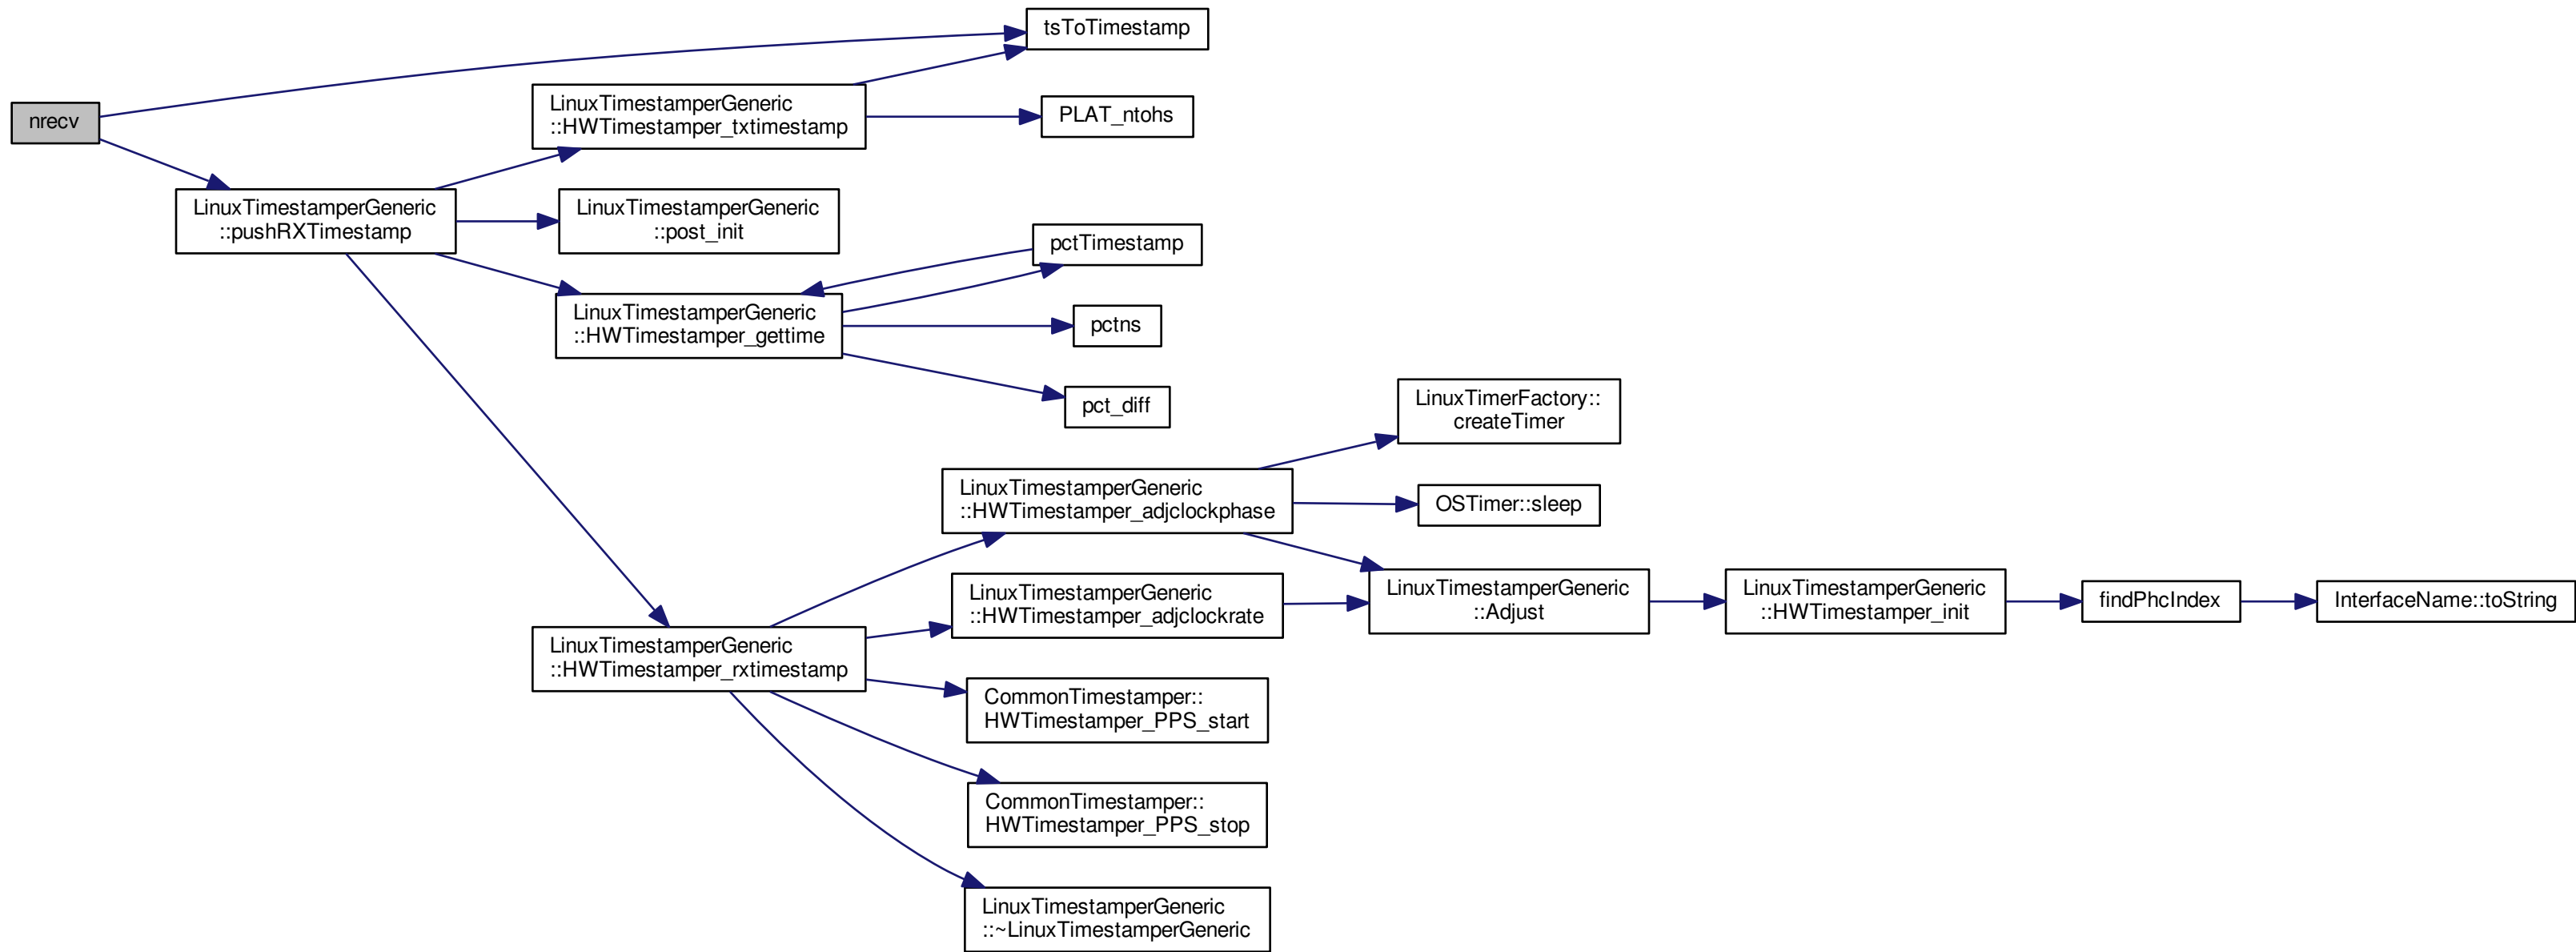 nrecv
tsToTimestamp
LinuxTimestamperGeneric
::HWTimestamper_txtimestamp
PLAT_ntohs
LinuxTimestamperGeneric
::pushRXTimestamp
LinuxTimestamperGeneric
::post_init
LinuxTimestamperGeneric
::HWTimestamper_gettime
pctTimestamp
pctns
pct_diff
LinuxTimestamperGeneric
::HWTimestamper_rxtimestamp
LinuxTimestamperGeneric
::HWTimestamper_adjclockphase
LinuxTimerFactory::
createTimer
OSTimer::sleep
LinuxTimestamperGeneric
::HWTimestamper_adjclockrate
LinuxTimestamperGeneric
::Adjust
LinuxTimestamperGeneric
::HWTimestamper_init
findPhcIndex
InterfaceName::toString
CommonTimestamper::
HWTimestamper_PPS_start
CommonTimestamper::
HWTimestamper_PPS_stop
LinuxTimestamperGeneric
::~LinuxTimestamperGeneric